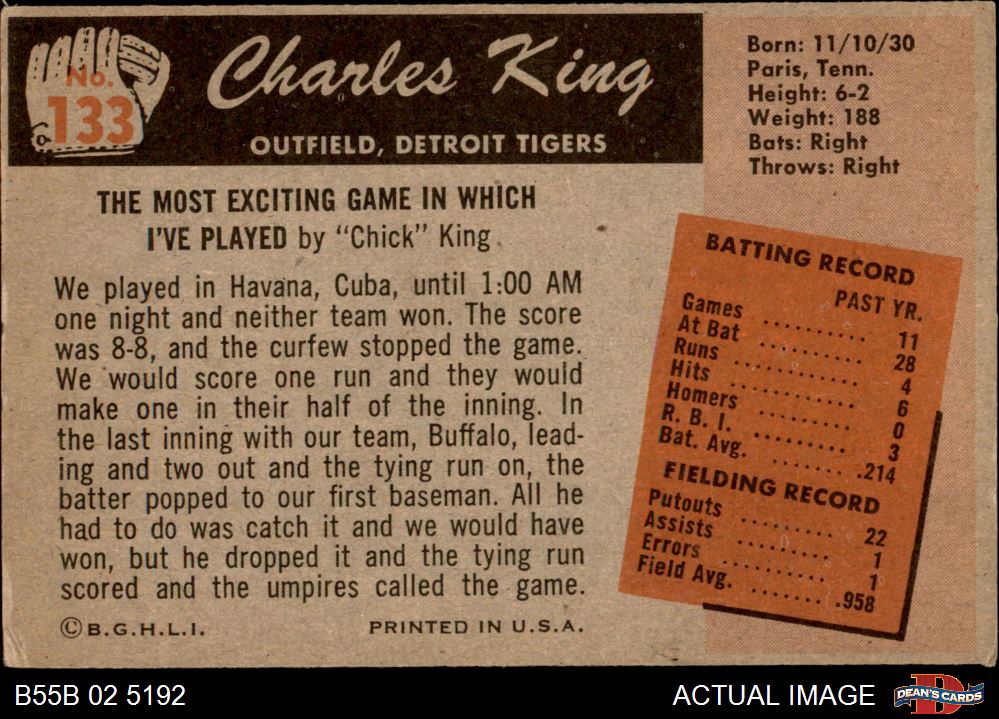 No.
133
Charles King
OUTFIELD, DETROIT TIGERS
Born: 11/10/30
Paris, Tenn.
Height: 6-2
Weight: 188
Bats: Right
Throws: Right
THE MOST EXCITING GAME IN WHICH
I'VE PLAYED by "Chick" King
We played in Havana, Cuba, until 1:00 AM
one night and neither team won. The score
was 8-8, and the curfew stopped the game.
We would score one run and they would
make one in their half of the inning. In
the last inning with our team, Buffalo, lead-
ing and two out and the tying run on, the
batter popped to our first baseman. All he
had to do was catch it and we would have
won, but he dropped it and the tying run
scored and the umpires called the game.
©B.G.H.L.I. PRINTED IN U.S.A.
BATTING RECORD
PAST YR.
Games ......... 11
At Bat .......... 28
Runs ........... 4
Hits ........... 6
Homers ........ 0
R. B. I. .......... 3
Bat. Avg. ....... .214
FIELDING RECORD
Putouts ......... 22
Assists ......... 1
Errors .......... 1
Field Avg. ....... .958
B55B 02 5192 ACTUAL IMAGE DEAN'S CARDS